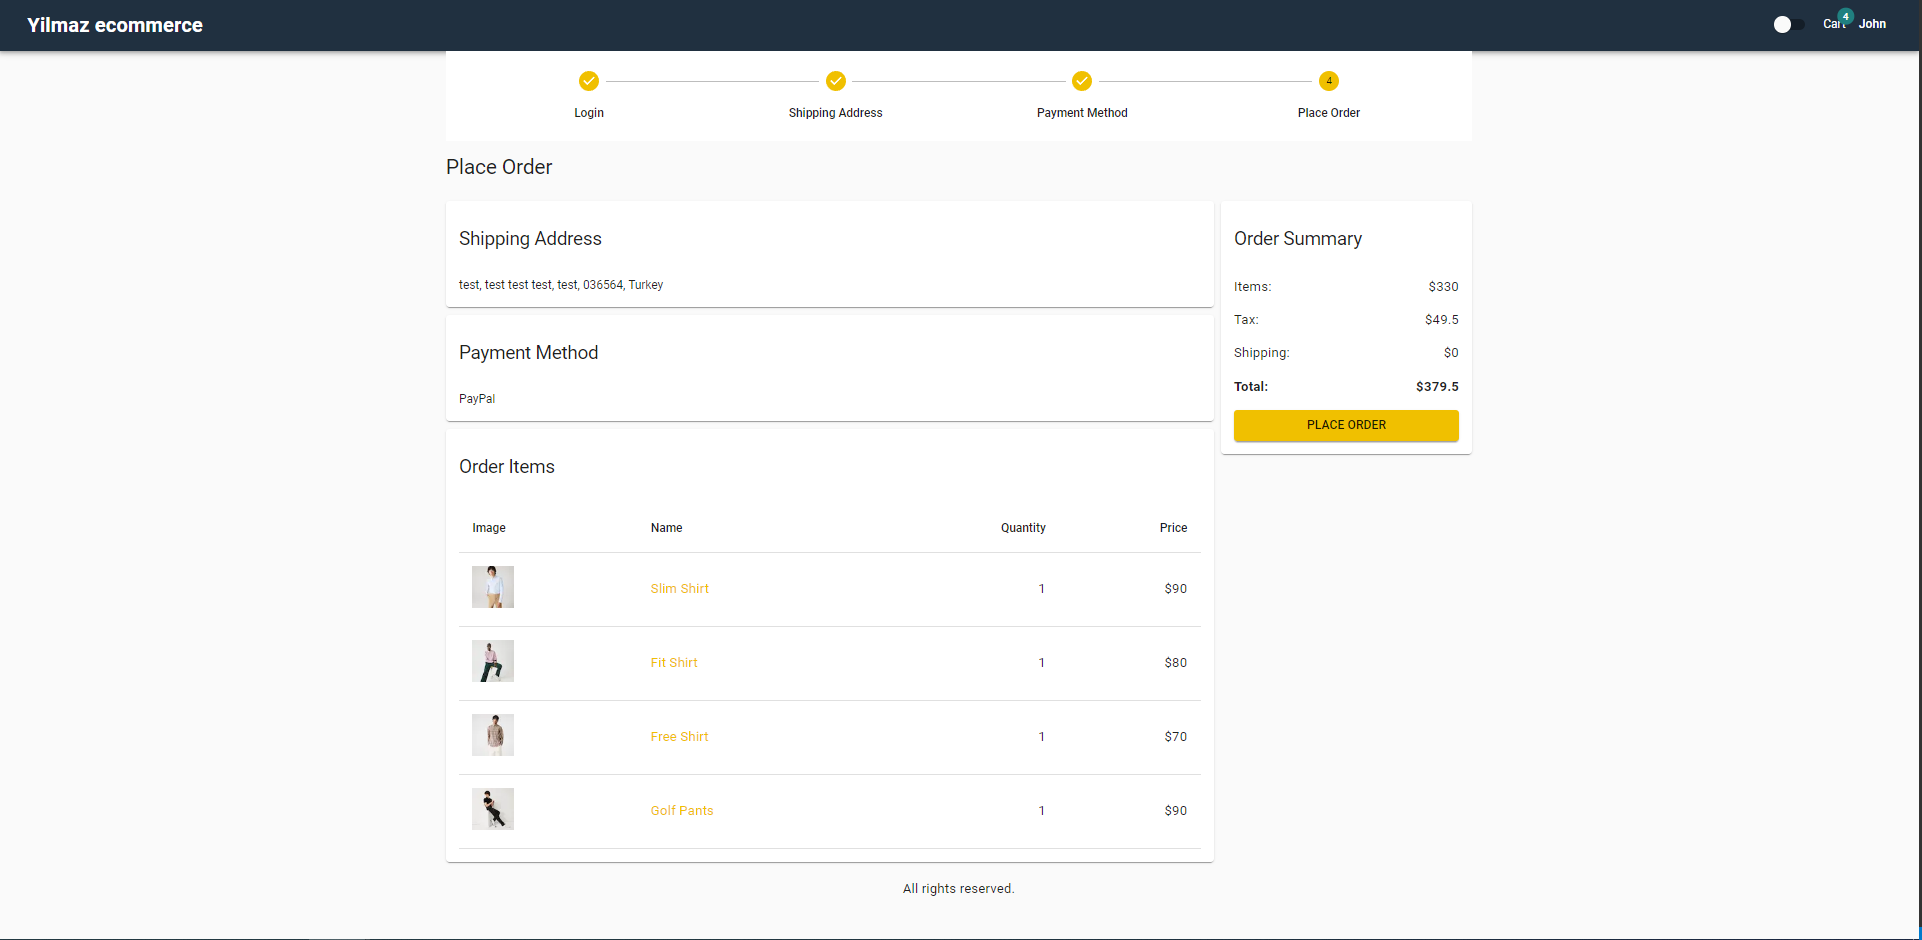 Yilmaz ecommerce
Cart 4 John
4
Login Shipping Address Payment Method Place Order
Place Order
Shipping Address
test, test test test, test, 036564, Turkey
Payment Method
PayPal
Order Items
Image Name Quantity Price
Slim Shirt 1 $90
Fit Shirt 1 $80
Free Shirt 1 $70
Golf Pants 1 $90
Order Summary
Items: $330
Tax: $49.5
Shipping: $0
Total: $379.5
PLACE ORDER
All rights reserved.